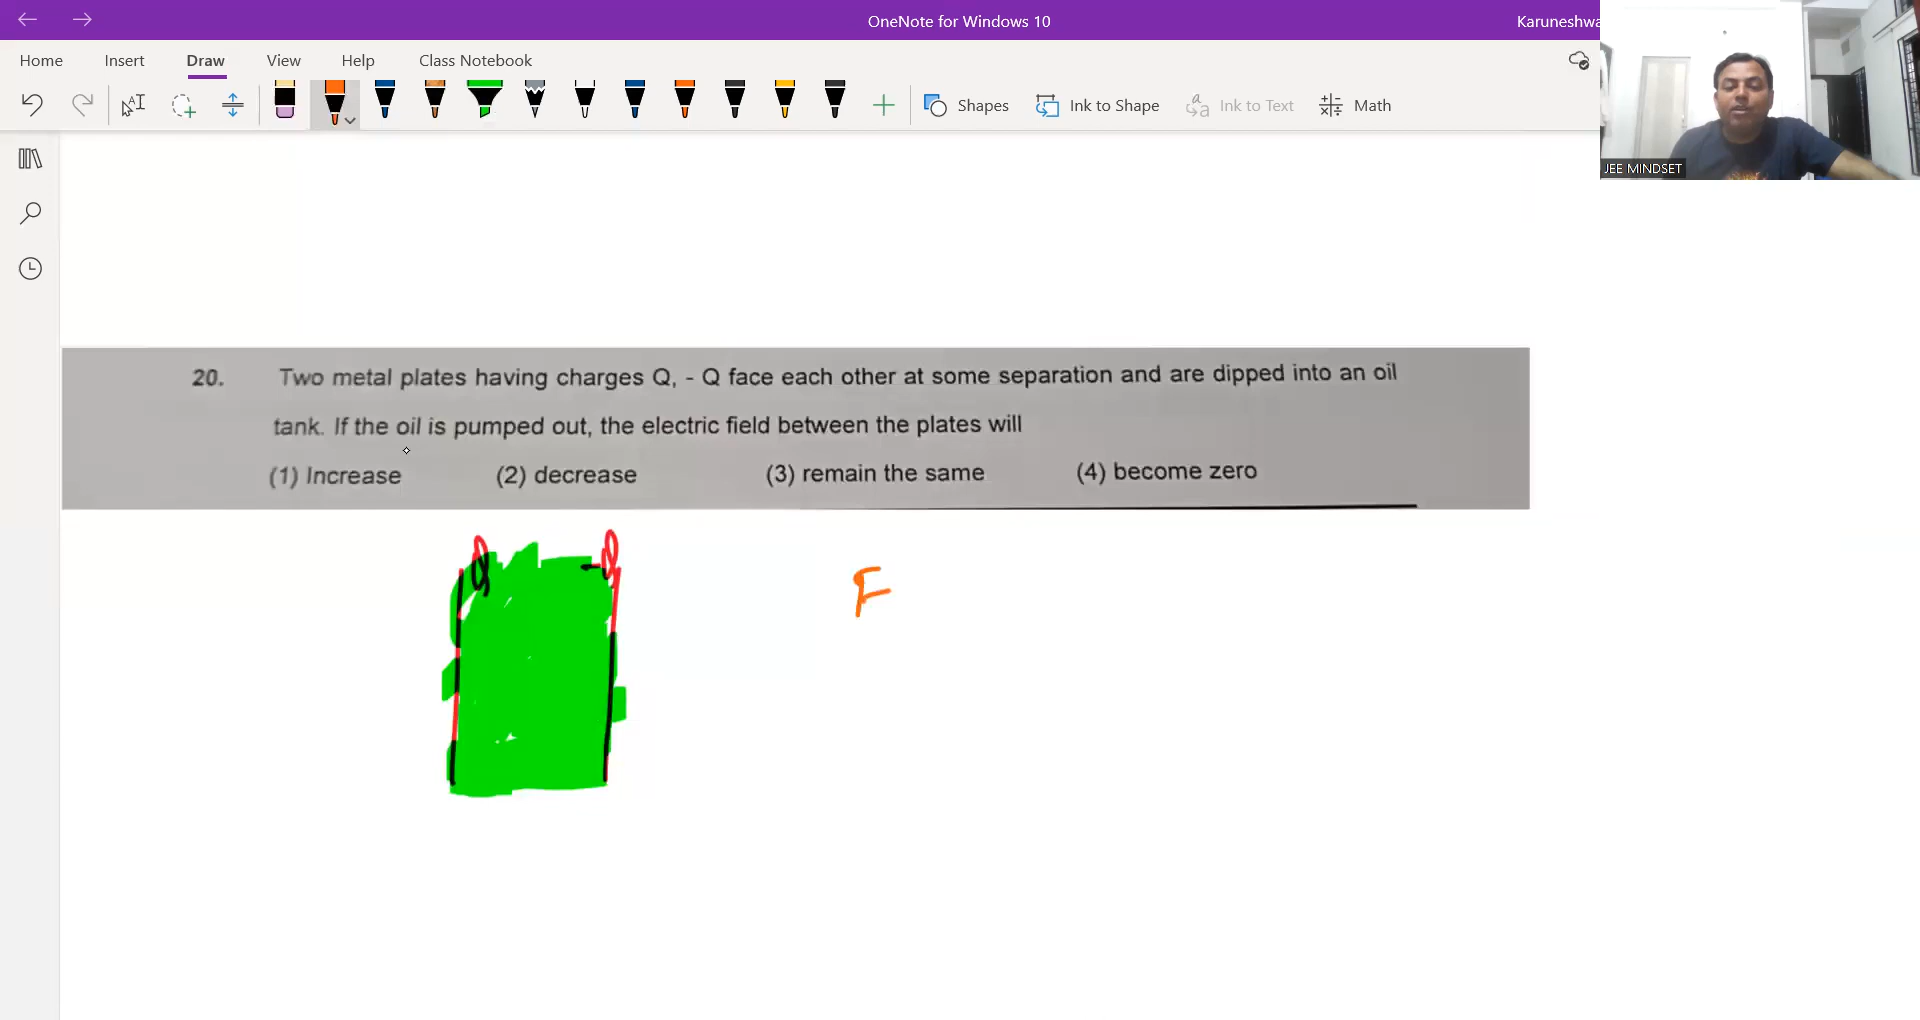 OneNote for Windows 10
Karuneshwa
Home Insert Draw View Help Class Notebook
Shapes Ink to Shape Ink to Text Math
JEE MINDSET
20. Two metal plates having charges Q, - Q face each other at some separation and are dipped into an oil
tank. If the oil is pumped out, the electric field between the plates will
(1) Increase (2) decrease (3) remain the same (4) become zero
Q -Q
F